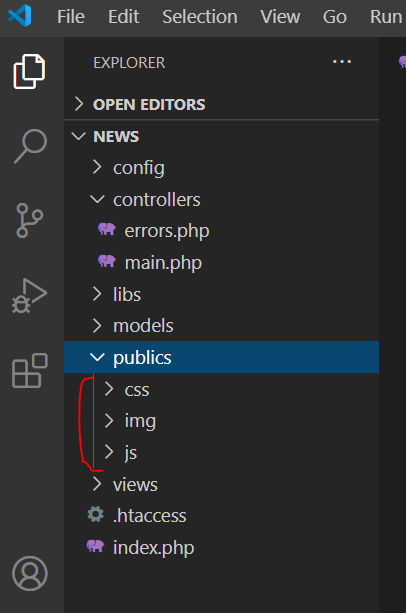 File Edit Selection View Go Run
EXPLORER ...
OPEN EDITORS
NEWS
config
controllers
errors.php
main.php
libs
models
publics
css
img
js
views
.htaccess
index.php